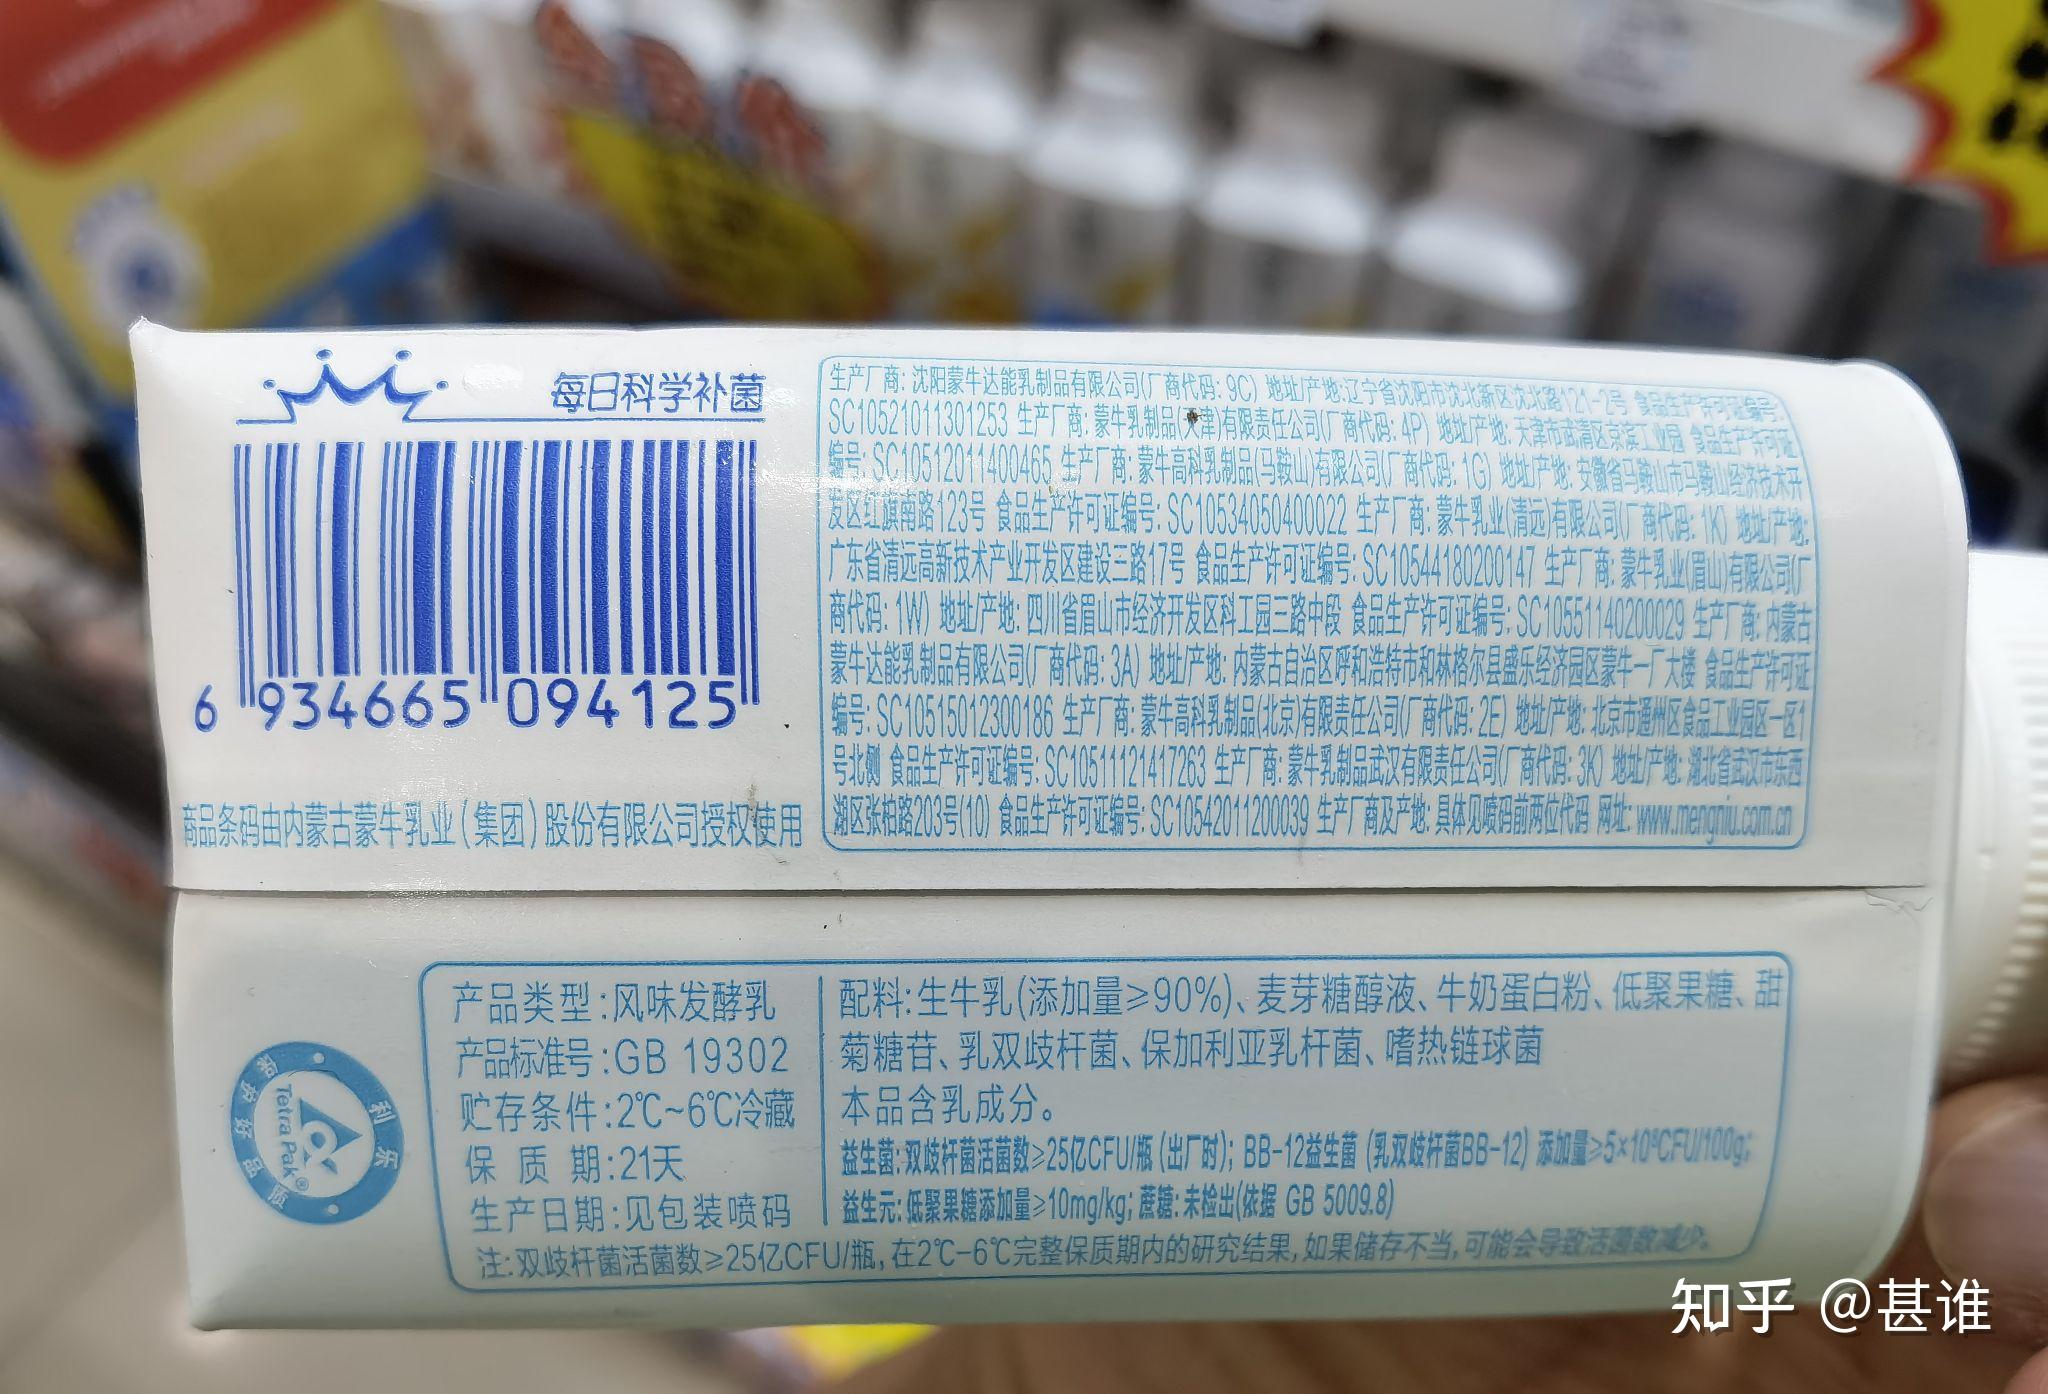 每日科学补菌
6 934665 094125
商品条码由内蒙古蒙牛乳业(集团)股份有限公司授权使用
生产厂商: 沈阳蒙牛达能乳制品有限公司(厂商代码: 9C) 地址/产地:辽宁省沈阳市沈北新区沈北路121-2号 食品生产许可证编号:
SC10521011301253 生产厂商: 蒙牛乳制品(天津)有限责任公司(厂商代码: 4P) 地址/产地: 天津市武清区京滨工业园 食品生产许可证
编号: SC10512011400465 生产厂商: 蒙牛高科乳制品(马鞍山)有限公司(厂商代码: 1G) 地址/产地: 安徽省马鞍山市马鞍山经济技术开
发区红旗南路123号 食品生产许可证编号: SC10534050400022 生产厂商: 蒙牛乳业(清远)有限公司(厂商代码: 1K) 地址/产地:
广东省清远高新技术产业开发区建设三路17号 食品生产许可证编号: SC10544180200147 生产厂商: 蒙牛乳业(眉山)有限公司(厂
商代码: 1W) 地址/产地: 四川省眉山市经济开发区科工园三路中段 食品生产许可证编号: SC10551140200029 生产厂商: 内蒙古
蒙牛达能乳制品有限公司(厂商代码: 3A) 地址/产地: 内蒙古自治区呼和浩特市和林格尔县盛乐经济园区蒙牛一厂大楼 食品生产许可证
编号: SC10515012300186 生产厂商: 蒙牛高科乳制品(北京)有限责任公司(厂商代码: 2E) 地址/产地: 北京市通州区食品工业园区一区1
号北侧 食品生产许可证编号: SC10511121417263 生产厂商: 蒙牛乳制品武汉有限责任公司(厂商代码: 3K) 地址/产地: 湖北省武汉市东西
湖区张柏路203号(10) 食品生产许可证编号: SC10542011200039 生产厂商及产地: 具体见喷码前两位代码 网址: www.mengniu.com.cn
利乐
Tetra Pak®
保护好品质
产品类型:风味发酵乳
产品标准号:GB 19302
贮存条件:2℃~6℃冷藏
保 质 期:21天
生产日期:见包装喷码
配料:生牛乳(添加量≥90%)、麦芽糖醇液、牛奶蛋白粉、低聚果糖、甜
菊糖苷、乳双歧杆菌、保加利亚乳杆菌、嗜热链球菌
本品含乳成分。
益生菌: 双歧杆菌活菌数≥25亿CFU/瓶 (出厂时); BB-12益生菌 (乳双歧杆菌BB-12) 添加量≥5×10⁸CFU/100g;
益生元: 低聚果糖添加量≥10mg/kg; 蔗糖: 未检出(依据 GB 5009.8)
注: 双歧杆菌活菌数≥25亿CFU/瓶, 在2℃-6℃完整保质期内的研究结果, 如果储存不当, 可能会导致活菌数减少。
知乎 @甚谁